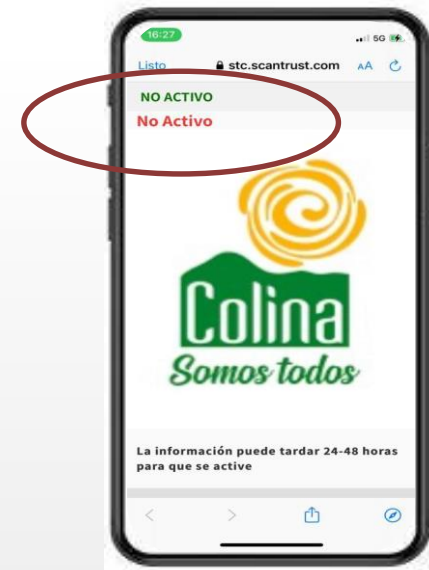 16:27
5G
Listo
stc.scantrust.com
AA
NO ACTIVO
No Activo
Colina
Somos todos
La información puede tardar 24-48 horas
para que se active